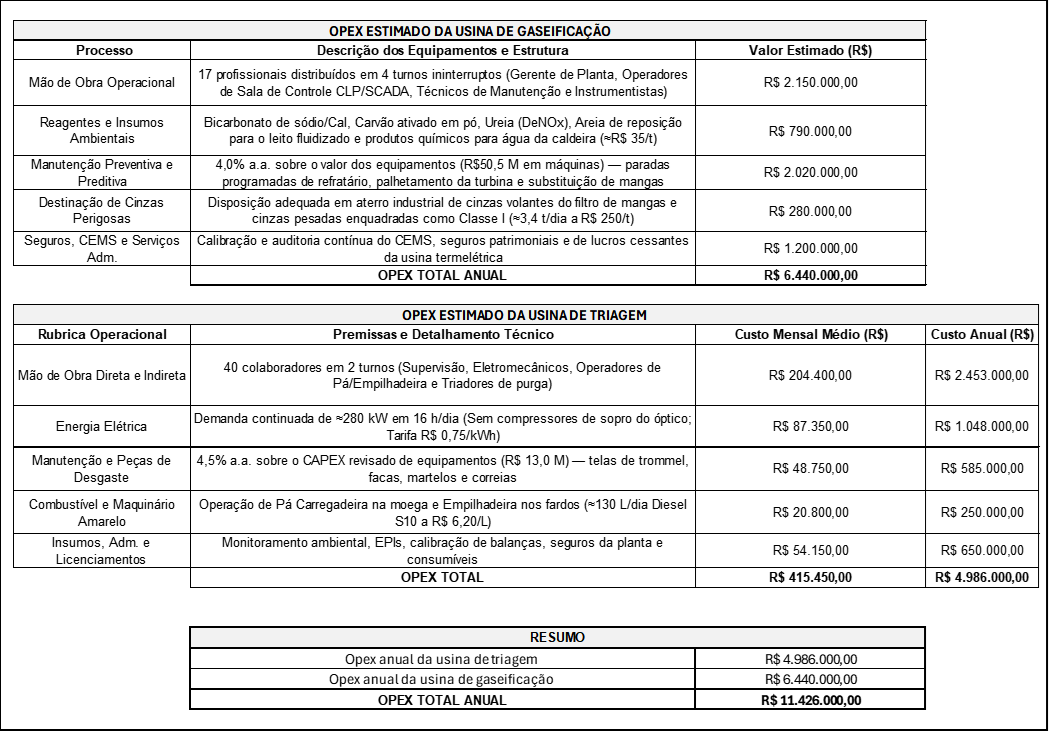 OPEX ESTIMADO DA USINA DE GASEIFICAÇÃO
Processo Descrição dos Equipamentos e Estrutura Valor Estimado (R$)
Mão de Obra Operacional
17 profissionais distribuídos em 4 turnos ininterruptos (Gerente de Planta, Operadores
de Sala de Controle CLP/SCADA, Técnicos de Manutenção e Instrumentistas)
R$ 2.150.000,00
Reagentes e Insumos
Ambientais
Bicarbonato de sódio/Cal, Carvão ativado em pó, Ureia (DeNOx), Areia de reposição
para o leito fluidizado e produtos químicos para água da caldeira (≈R$ 35/t)
R$ 790.000,00
Manutenção Preventiva e
Preditiva
4,0% a.a. sobre o valor dos equipamentos (R$50,5 M em máquinas) — paradas
programadas de refratário, palhetamento da turbina e substituição de mangas
R$ 2.020.000,00
Destinação de Cinzas
Perigosas
Disposição adequada em aterro industrial de cinzas volantes do filtro de mangas e
cinzas pesadas enquadradas como Classe I (≈3,4 t/dia a R$ 250/t)
R$ 280.000,00
Seguros, CEMS e Serviços
Adm.
Calibração e auditoria contínua do CEMS, seguros patrimoniais e de lucros cessantes
da usina termelétrica
R$ 1.200.000,00
OPEX TOTAL ANUAL R$ 6.440.000,00
OPEX ESTIMADO DA USINA DE TRIAGEM
Rubrica Operacional Premissas e Detalhamento Técnico Custo Mensal Médio (R$) Custo Anual (R$)
Mão de Obra Direta e Indireta
40 colaboradores em 2 turnos (Supervisão, Eletromecânicos, Operadores de
Pá/Empilhadeira e Triadores de purga)
R$ 204.400,00 R$ 2.453.000,00
Energia Elétrica
Demanda continuada de ≈280 kW em 16 h/dia (Sem compressores de sopro do óptico;
Tarifa R$ 0,75/kWh)
R$ 87.350,00 R$ 1.048.000,00
Manutenção e Peças de
Desgaste
4,5% a.a. sobre o CAPEX revisado de equipamentos (R$ 13,0 M) — telas de trommel,
facas, martelos e correias
R$ 48.750,00 R$ 585.000,00
Combustível e Maquinário
Amarelo
Operação de Pá Carregadeira na moega e Empilhadeira nos fardos (≈130 L/dia Diesel
S10 a R$ 6,20/L)
R$ 20.800,00 R$ 250.000,00
Insumos, Adm. e
Licenciamentos
Monitoramento ambiental, EPIs, calibração de balanças, seguros da planta e
consumíveis
R$ 54.150,00 R$ 650.000,00
OPEX TOTAL R$ 415.450,00 R$ 4.986.000,00
RESUMO
Opex anual da usina de triagem R$ 4.986.000,00
Opex anual da usina de gaseificação R$ 6.440.000,00
OPEX TOTAL ANUAL R$ 11.426.000,00